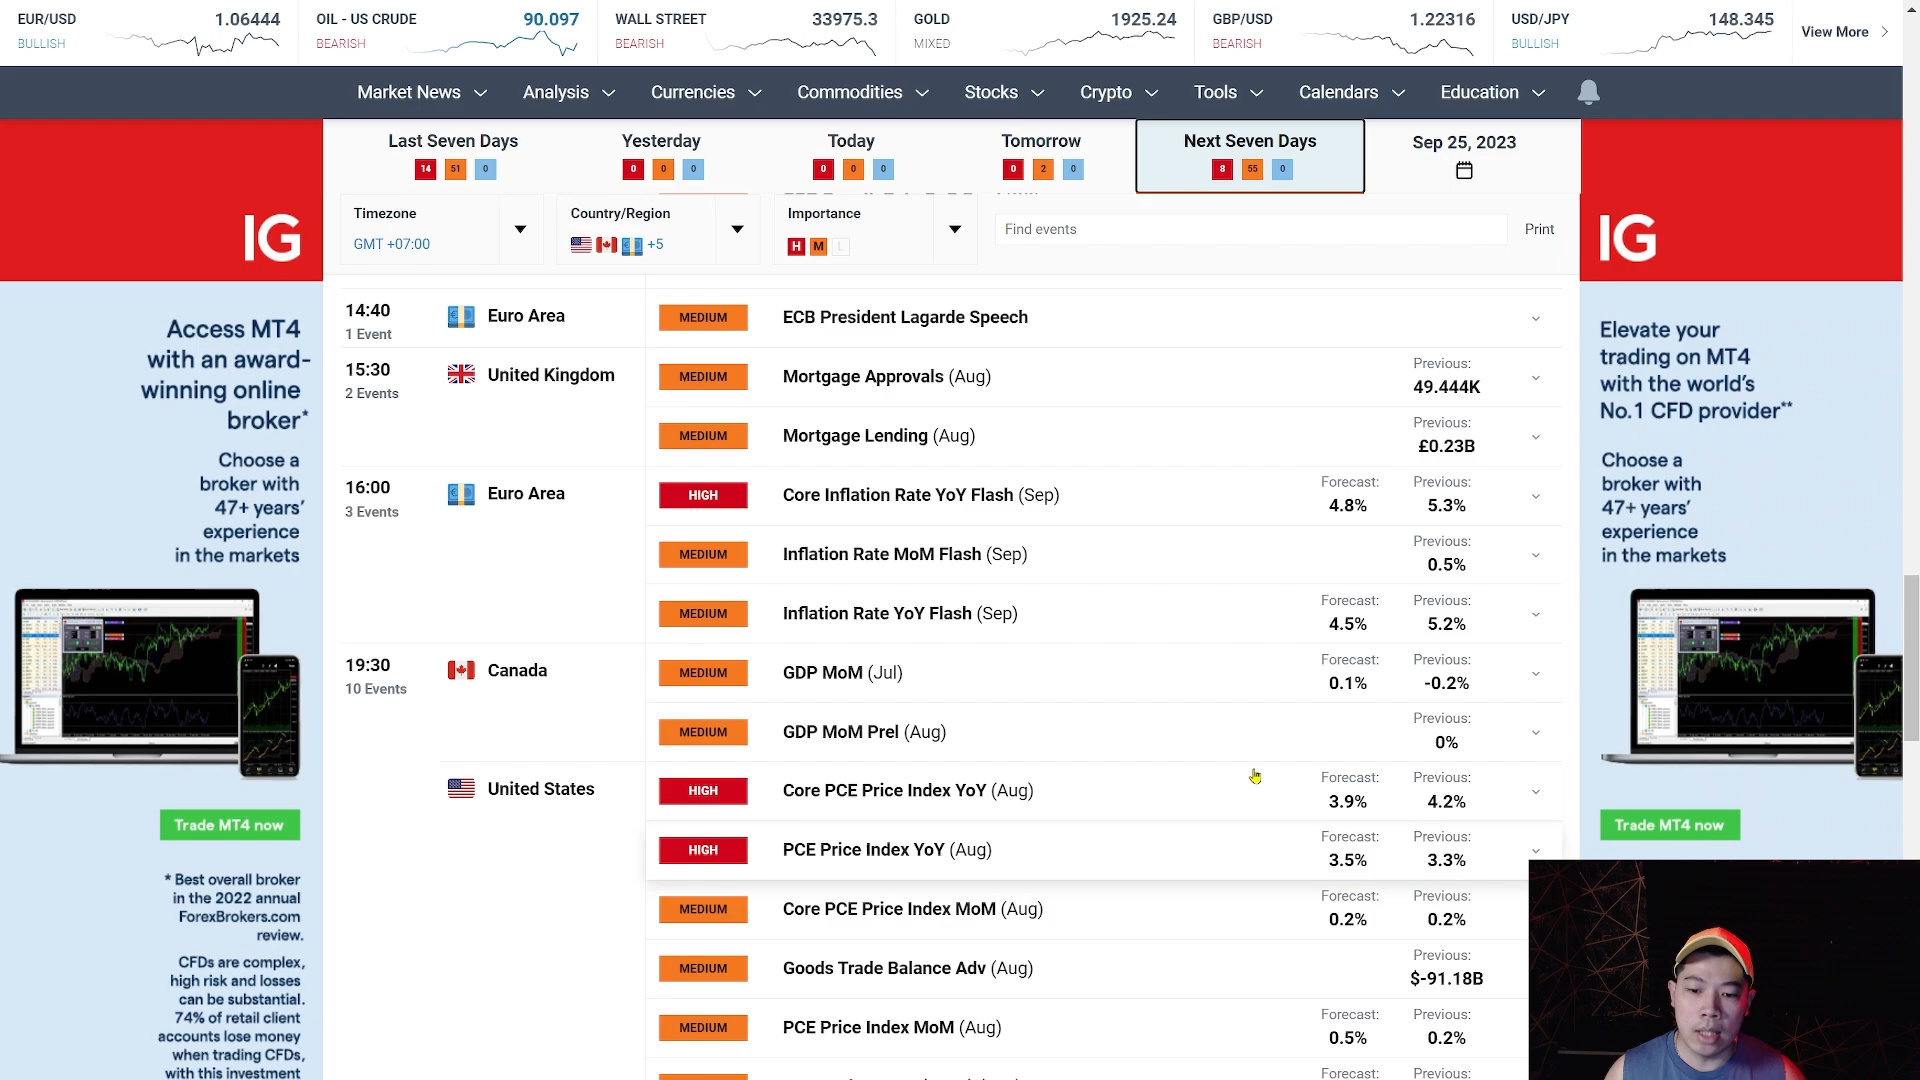 EUR/USD 1.06444
BULLISH
OIL - US CRUDE 90.097
BEARISH
WALL STREET 33975.3
BEARISH
GOLD 1925.24
MIXED
GBP/USD 1.22316
BEARISH
USD/JPY 148.345
BULLISH
View More
Market News Analysis Currencies Commodities Stocks Crypto Tools Calendars Education
Last Seven Days Yesterday Today Tomorrow Next Seven Days Sep 25, 2023
14 51 0 0 0 0 0 0 0 0 2 0 8 55 0
Timezone
GMT +07:00
Country/Region
+5
Importance
H M L
Find events
Print
14:40
1 Event
Euro Area
MEDIUM ECB President Lagarde Speech
15:30
2 Events
United Kingdom
MEDIUM Mortgage Approvals (Aug) Previous: 49.444K
MEDIUM Mortgage Lending (Aug) Previous: £0.23B
16:00
3 Events
Euro Area
HIGH Core Inflation Rate YoY Flash (Sep) Forecast: 4.8% Previous: 5.3%
MEDIUM Inflation Rate MoM Flash (Sep) Previous: 0.5%
MEDIUM Inflation Rate YoY Flash (Sep) Forecast: 4.5% Previous: 5.2%
19:30
10 Events
Canada
MEDIUM GDP MoM (Jul) Forecast: 0.1% Previous: -0.2%
MEDIUM GDP MoM Prel (Aug) Previous: 0%
United States
HIGH Core PCE Price Index YoY (Aug) Forecast: 3.9% Previous: 4.2%
HIGH PCE Price Index YoY (Aug) Forecast: 3.5% Previous: 3.3%
MEDIUM Core PCE Price Index MoM (Aug) Forecast: 0.2% Previous: 0.2%
MEDIUM Goods Trade Balance Adv (Aug) Previous: $-91.18B
MEDIUM PCE Price Index MoM (Aug) Forecast: 0.5% Previous: 0.2%
Forecast: Previous:
IG
Access MT4
with an award-
winning online
broker*
Choose a
broker with
47+ years'
experience
in the markets
Trade MT4 now
* Best overall broker
in the 2022 annual
ForexBrokers.com
review.
CFDs are complex,
high risk and losses
can be substantial.
74% of retail client
accounts lose money
when trading CFDs,
with this investment
IG
Elevate your
trading on MT4
with the world's
No.1 CFD provider**
Choose a
broker with
47+ years'
experience
in the markets
Trade MT4 now